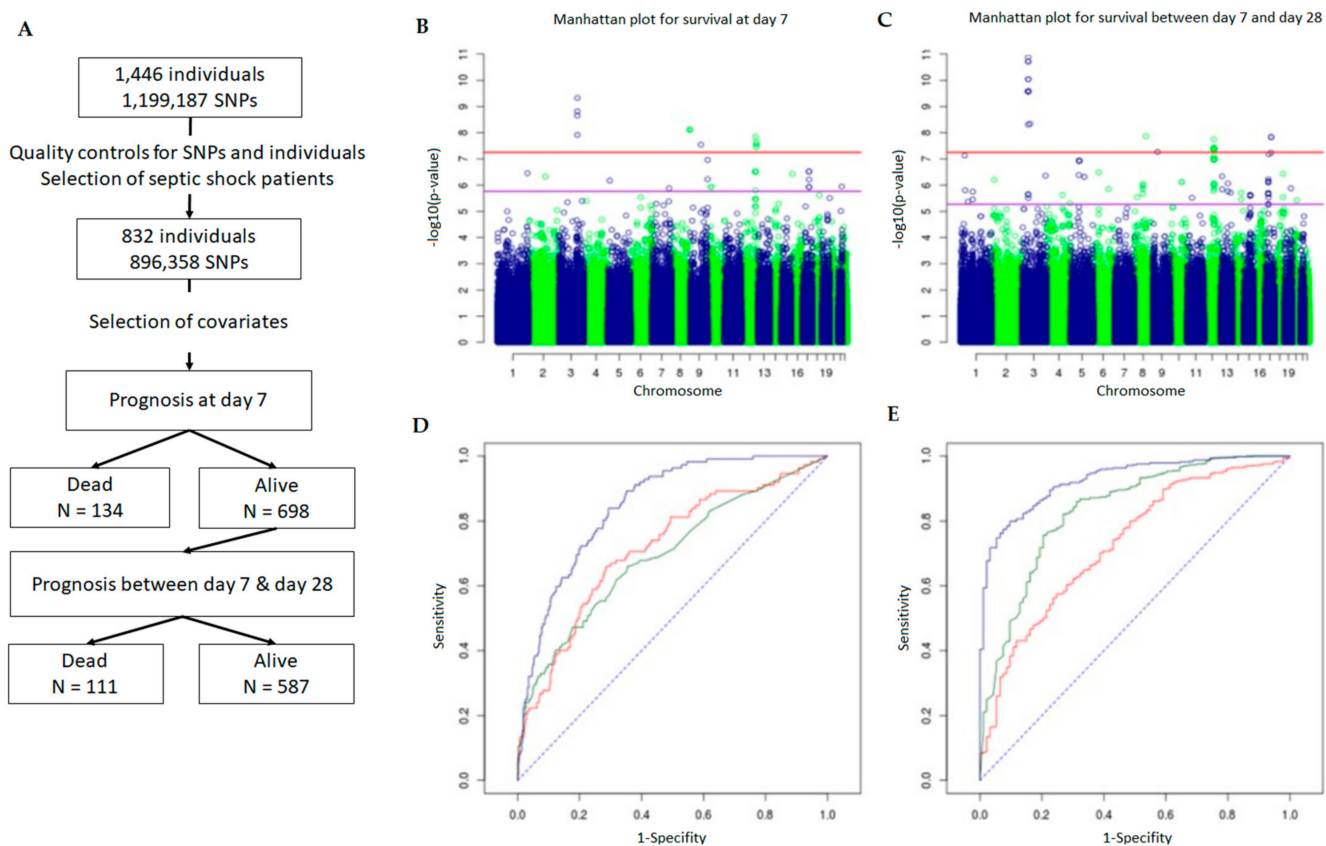 A
1,446 individuals
1,199,187 SNPs
Quality controls for SNPs and individuals
Selection of septic shock patients
832 individuals
896,358 SNPs
Selection of covariates
Prognosis at day 7
Dead
N = 134
Alive
N = 698
Prognosis between day 7 & day 28
Dead
N = 111
Alive
N = 587
B
Manhattan plot for survival at day 7
-log10(p-value)
11
10
9
8
7
6
5
4
3
2
1
0
1 2 3 4 5 6 7 8 9 11 13 16 19
Chromosome
C
Manhattan plot for survival between day 7 and day 28
-log10(p-value)
11
10
9
8
7
6
5
4
3
2
1
0
1 2 3 4 5 6 7 8 9 11 13 16 19
Chromosome
D
Sensitivity
1.0
0.8
0.6
0.4
0.2
0.0
0.0 0.2 0.4 0.6 0.8 1.0
1-Specifity
E
Sensitivity
1.0
0.8
0.6
0.4
0.2
0.0
0.0 0.2 0.4 0.6 0.8 1.0
1-Specifity